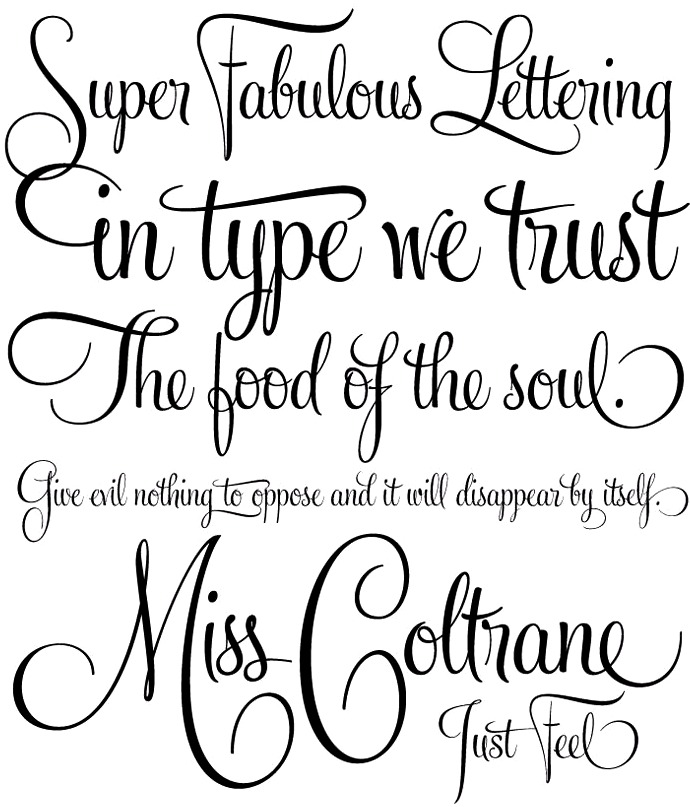 Super Fabulous Lettering
in type we trust
The food of the soul.
Give evil nothing to oppose and it will disappear by itself.
Miss Coltrane
Just Feel